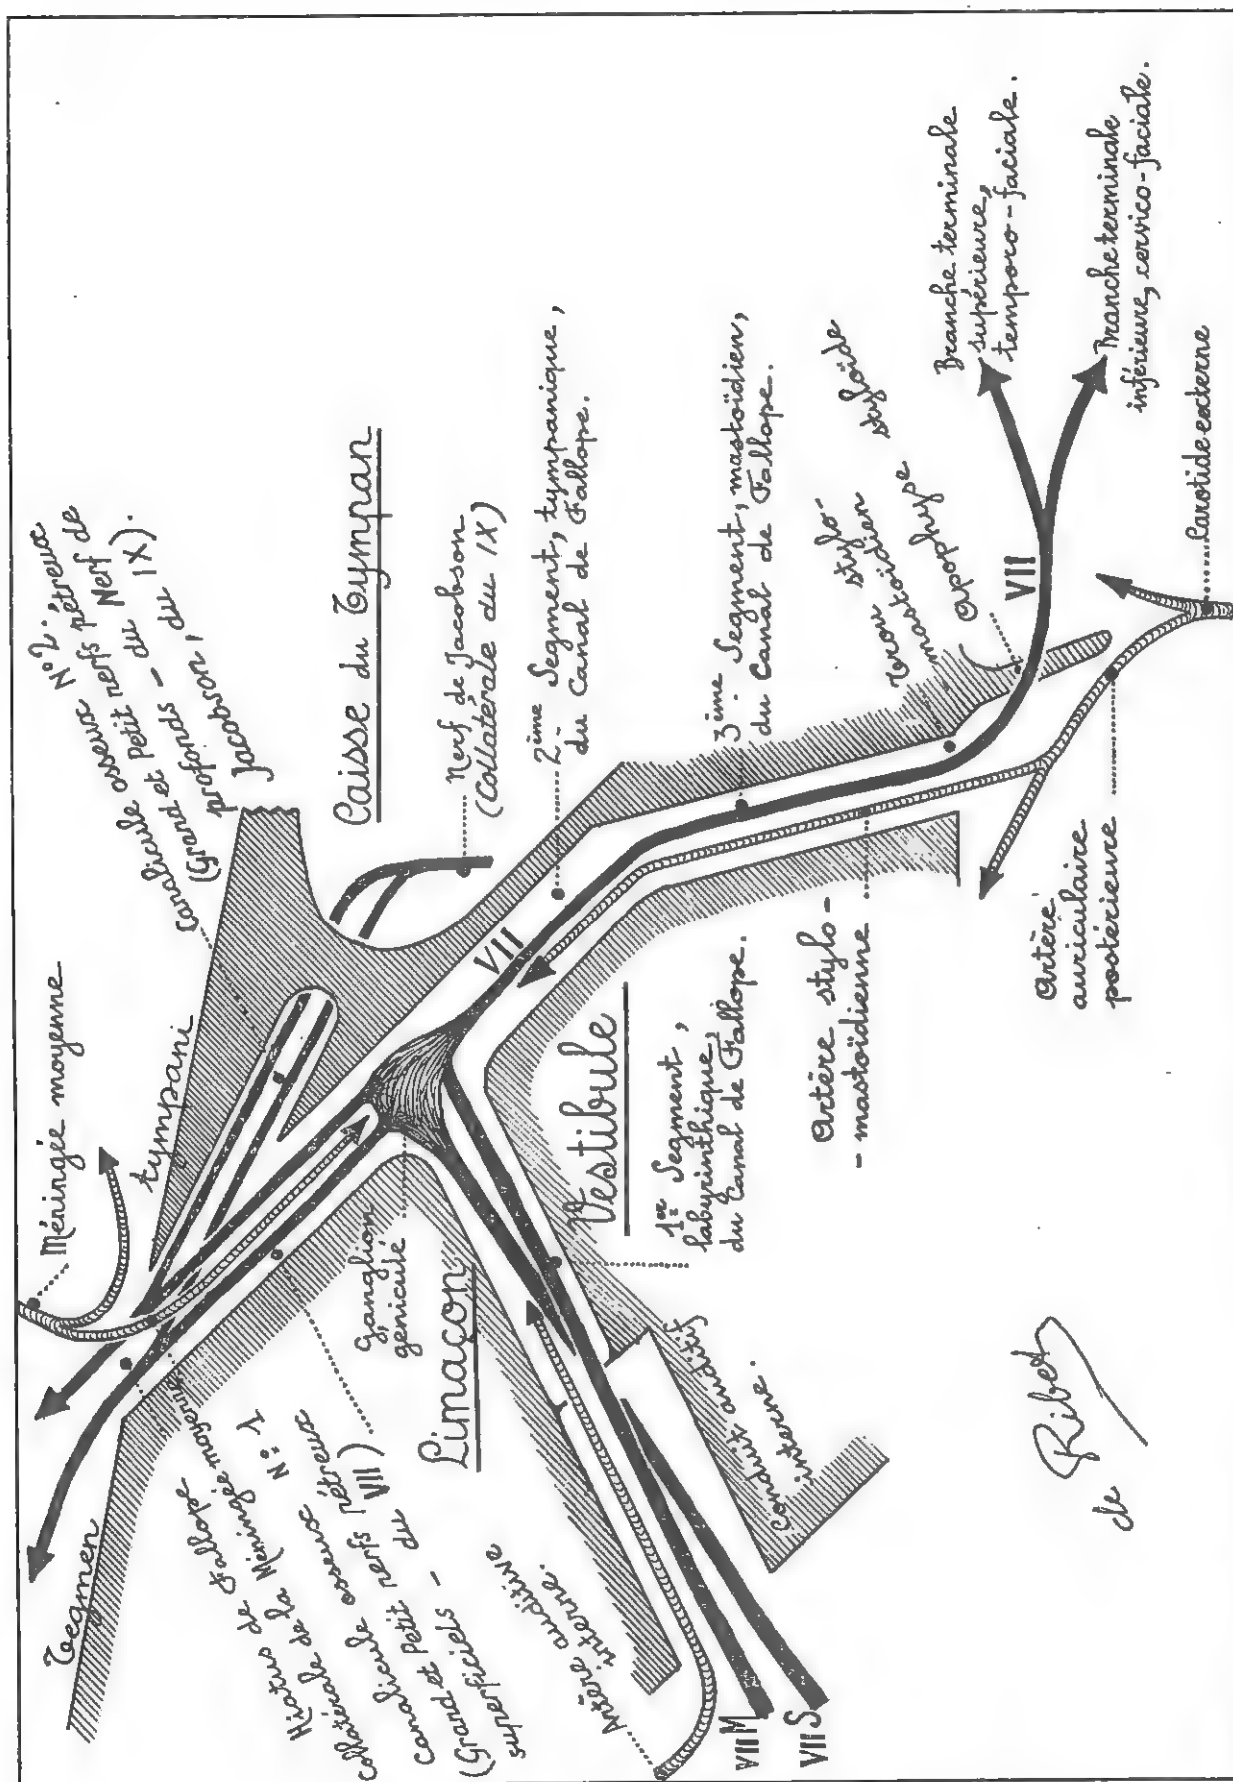 Méningée moyenne
Tegmen
tympani
Canalicule osseux N° 2.
(Grand et Petit nerfs pétreux
profonds - du Nerf de
Jacobson, du IX).
Caisse du Tympan
Nerf de Jacobson
(Collatérale du IX)
2ème Segment, tympanique,
du Canal de Fallope.
3ème Segment, mastoïdien,
du Canal de Fallope.
Trou stylo-
mastoïdien
Apophyse styloïde
Branche terminale
supérieure,
temporo-faciale.
Branche terminale
inférieure, cervico-faciale.
Carotide externe
VII
VII
Hiatus de Fallope
Collatérale de la Méningée moyenne
Canalicule osseux N° 1
(Grand et Petit nerfs pétreux
superficiels - du VII)
Ganglion
géniculé
Limaçon
Vestibule
1er Segment,
labyrinthique,
du Canal de Fallope.
Artère stylo-
- mastoïdienne
Artère
auriculaire
postérieure
Artère auditive
interne.
Conduit auditif
interne.
VII M
VII S
de Ribet